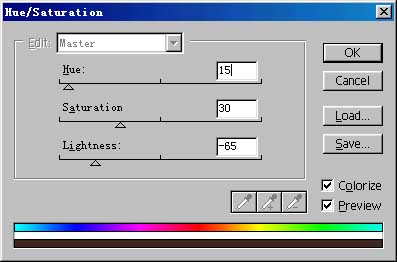 Hue/Saturation
Edit: Master
OK
Hue: 15
Cancel
Saturation 30
Load...
Lightness: -65
Save...
Colorize
Preview